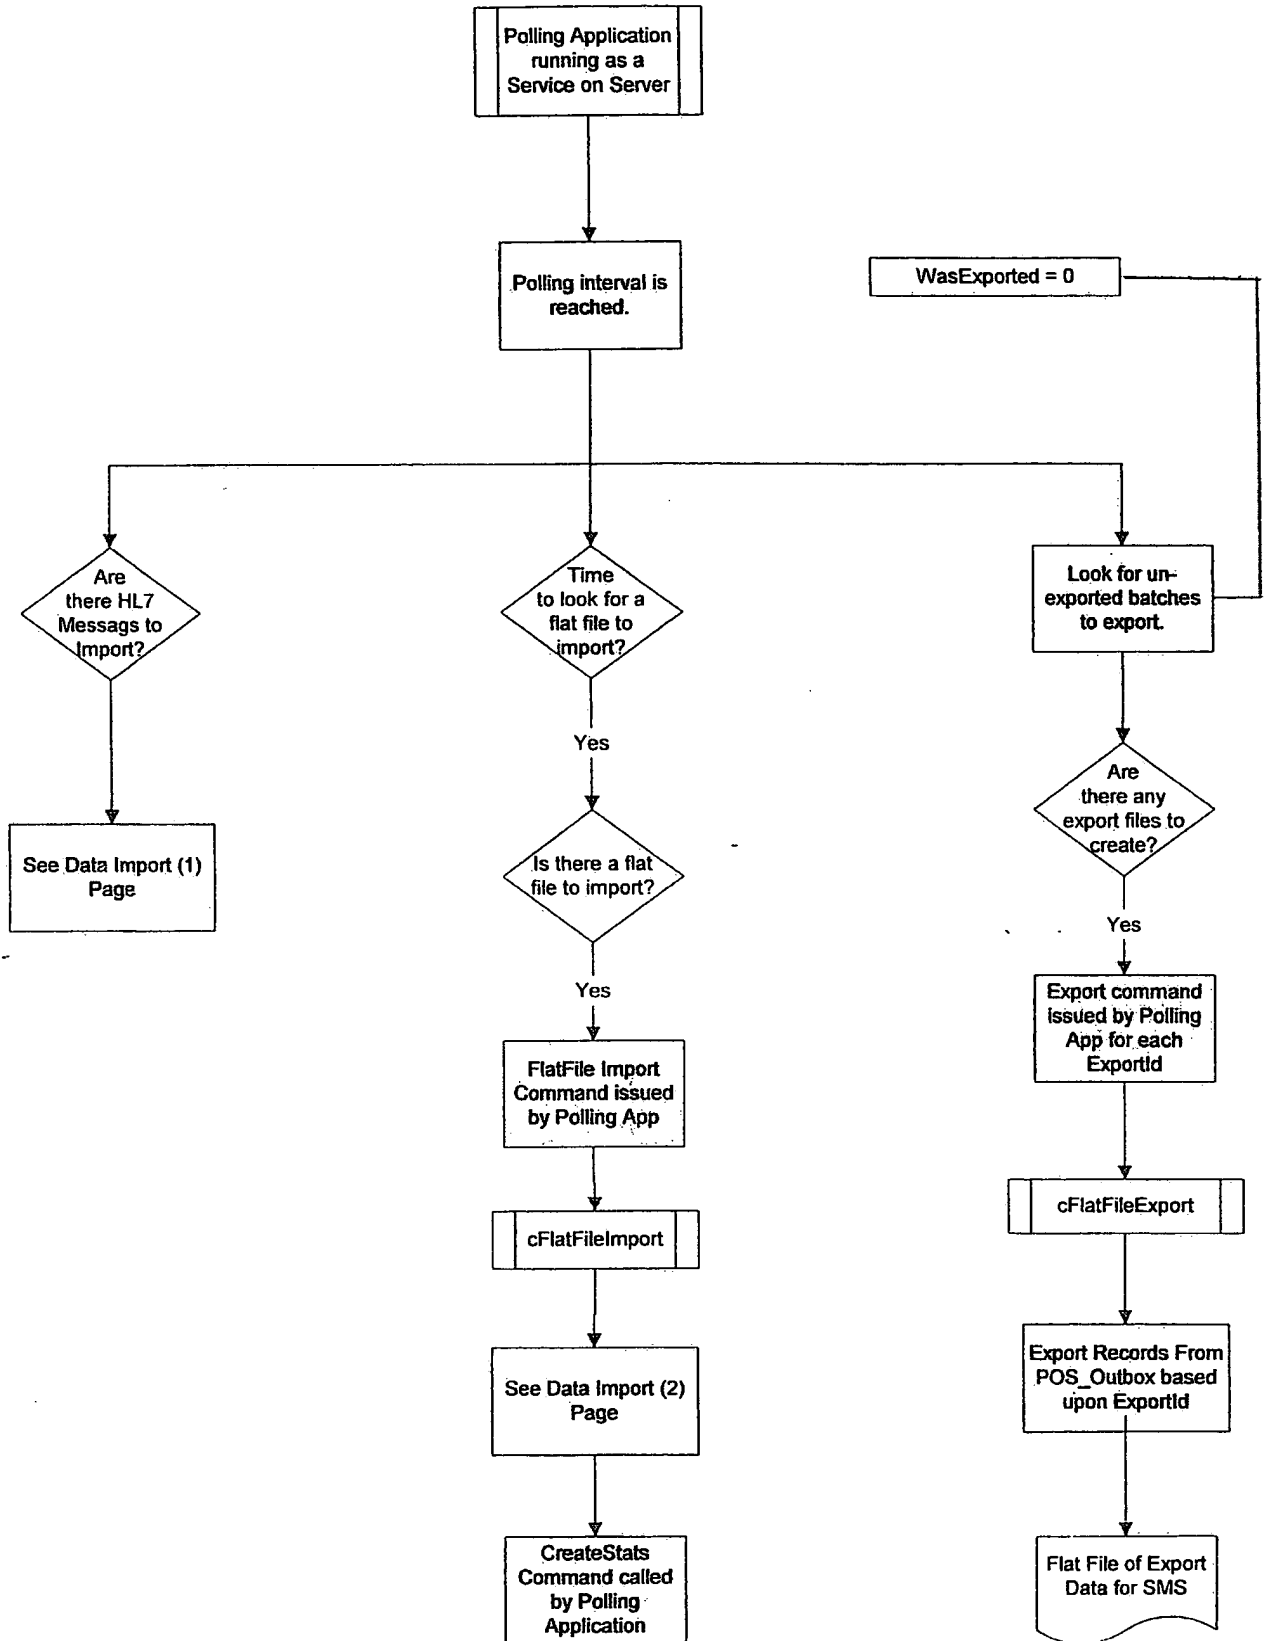 Polling Application
running as a
Service on Server
Polling interval is
reached.
WasExported = 0
Are
there HL7
Messags to
Import?
Time
to look for a
flat file to
import?
Look for un-
exported batches
to export.
Yes
Are
there any
export files to
create?
See Data Import (1)
Page
Is there a flat
file to import?
Yes
Yes
Export command
issued by Polling
App for each
ExportId
FlatFile Import
Command issued
by Polling App
cFlatFileExport
cFlatFileImport
Export Records From
POS_Outbox based
upon ExportId
See Data Import (2)
Page
CreateStats
Command called
by Polling
Application
Flat File of Export
Data for SMS